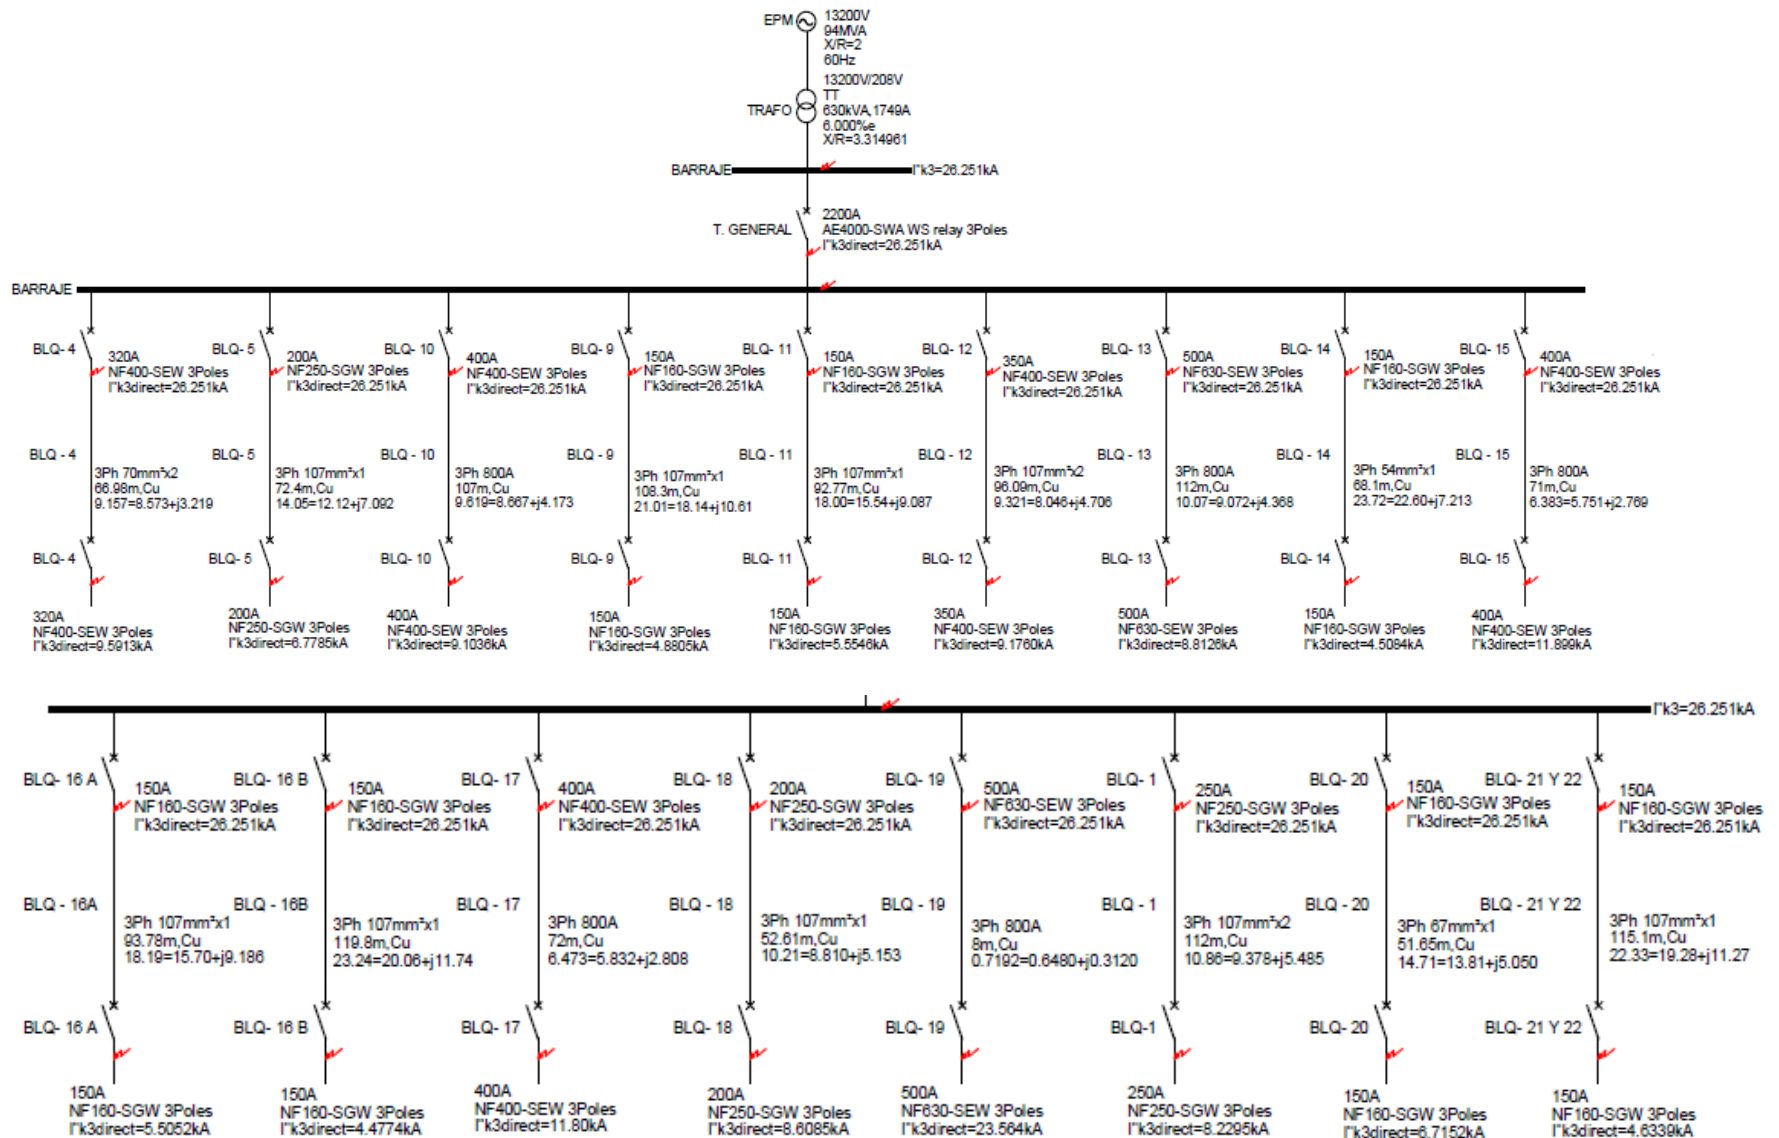 EPM
13200V
94MVA
X/R=2
60Hz
13200V/208V
TT
TRAFO
630kVA,1749A
6.000%e
X/R=3.314961
BARRAJE
I"k3=26.251kA
T. GENERAL
2200A
AE4000-SWA WS relay 3Poles
I"k3direct=26.251kA
BARRAJE
BLQ- 4
320A
NF400-SEW 3Poles
I"k3direct=26.251kA
BLQ- 5
200A
NF250-SGW 3Poles
I"k3direct=26.251kA
BLQ- 10
400A
NF400-SEW 3Poles
I"k3direct=26.251kA
BLQ- 9
150A
NF160-SGW 3Poles
I"k3direct=26.251kA
BLQ- 11
150A
NF160-SGW 3Poles
I"k3direct=26.251kA
BLQ- 12
350A
NF400-SEW 3Poles
I"k3direct=26.251kA
BLQ- 13
500A
NF630-SEW 3Poles
I"k3direct=26.251kA
BLQ- 14
150A
NF160-SGW 3Poles
I"k3direct=26.251kA
BLQ- 15
400A
NF400-SEW 3Poles
I"k3direct=26.251kA
BLQ - 4
3Ph 70mm²x2
66.98m,Cu
9.157=8.573+j3.219
BLQ- 5
3Ph 107mm²x1
72.4m,Cu
14.05=12.12+j7.092
BLQ - 10
3Ph 800A
107m,Cu
9.619=8.667+j4.173
BLQ - 9
3Ph 107mm²x1
108.3m,Cu
21.01=18.14+j10.61
BLQ - 11
3Ph 107mm²x1
92.77m,Cu
18.00=15.54+j9.087
BLQ - 12
3Ph 107mm²x2
96.09m,Cu
9.321=8.046+j4.706
BLQ - 13
3Ph 800A
112m,Cu
10.07=9.072+j4.368
BLQ - 14
3Ph 54mm²x1
68.1m,Cu
23.72=22.60+j7.213
BLQ - 15
3Ph 800A
71m,Cu
6.383=5.751+j2.769
BLQ- 4
320A
NF400-SEW 3Poles
I"k3direct=9.5913kA
BLQ- 5
200A
NF250-SGW 3Poles
I"k3direct=6.7785kA
BLQ- 10
400A
NF400-SEW 3Poles
I"k3direct=9.1036kA
BLQ- 9
150A
NF160-SGW 3Poles
I"k3direct=4.8805kA
BLQ- 11
150A
NF160-SGW 3Poles
I"k3direct=5.5546kA
BLQ- 12
350A
NF400-SEW 3Poles
I"k3direct=9.1760kA
BLQ- 13
500A
NF630-SEW 3Poles
I"k3direct=8.8126kA
BLQ- 14
150A
NF160-SGW 3Poles
I"k3direct=4.5084kA
BLQ- 15
400A
NF400-SEW 3Poles
I"k3direct=11.899kA
I"k3=26.251kA
BLQ- 16 A
150A
NF160-SGW 3Poles
I"k3direct=26.251kA
BLQ- 16 B
150A
NF160-SGW 3Poles
I"k3direct=26.251kA
BLQ- 17
400A
NF400-SEW 3Poles
I"k3direct=26.251kA
BLQ- 18
200A
NF250-SGW 3Poles
I"k3direct=26.251kA
BLQ- 19
500A
NF630-SEW 3Poles
I"k3direct=26.251kA
BLQ- 1
250A
NF250-SGW 3Poles
I"k3direct=26.251kA
BLQ- 20
150A
NF160-SGW 3Poles
I"k3direct=26.251kA
BLQ- 21 Y 22
150A
NF160-SGW 3Poles
I"k3direct=26.251kA
BLQ - 16A
3Ph 107mm²x1
93.78m,Cu
18.19=15.70+j9.186
BLQ - 16B
3Ph 107mm²x1
119.8m,Cu
23.24=20.06+j11.74
BLQ - 17
3Ph 800A
72m,Cu
6.473=5.832+j2.808
BLQ - 18
3Ph 107mm²x1
52.61m,Cu
10.21=8.810+j5.153
BLQ - 19
3Ph 800A
8m,Cu
0.7192=0.6480+j0.3120
BLQ - 1
3Ph 107mm²x2
112m,Cu
10.86=9.378+j5.485
BLQ - 20
3Ph 67mm²x1
51.65m,Cu
14.71=13.81+j5.050
BLQ - 21 Y 22
3Ph 107mm²x1
115.1m,Cu
22.33=19.28+j11.27
BLQ- 16 A
150A
NF160-SGW 3Poles
I"k3direct=5.5052kA
BLQ- 16 B
150A
NF160-SGW 3Poles
I"k3direct=4.4774kA
BLQ- 17
400A
NF400-SEW 3Poles
I"k3direct=11.80kA
BLQ- 18
200A
NF250-SGW 3Poles
I"k3direct=8.6085kA
BLQ- 19
500A
NF630-SEW 3Poles
I"k3direct=23.564kA
BLQ-1
250A
NF250-SGW 3Poles
I"k3direct=8.2295kA
BLQ- 20
150A
NF160-SGW 3Poles
I"k3direct=6.7152kA
BLQ- 21 Y 22
150A
NF160-SGW 3Poles
I"k3direct=4.6339kA